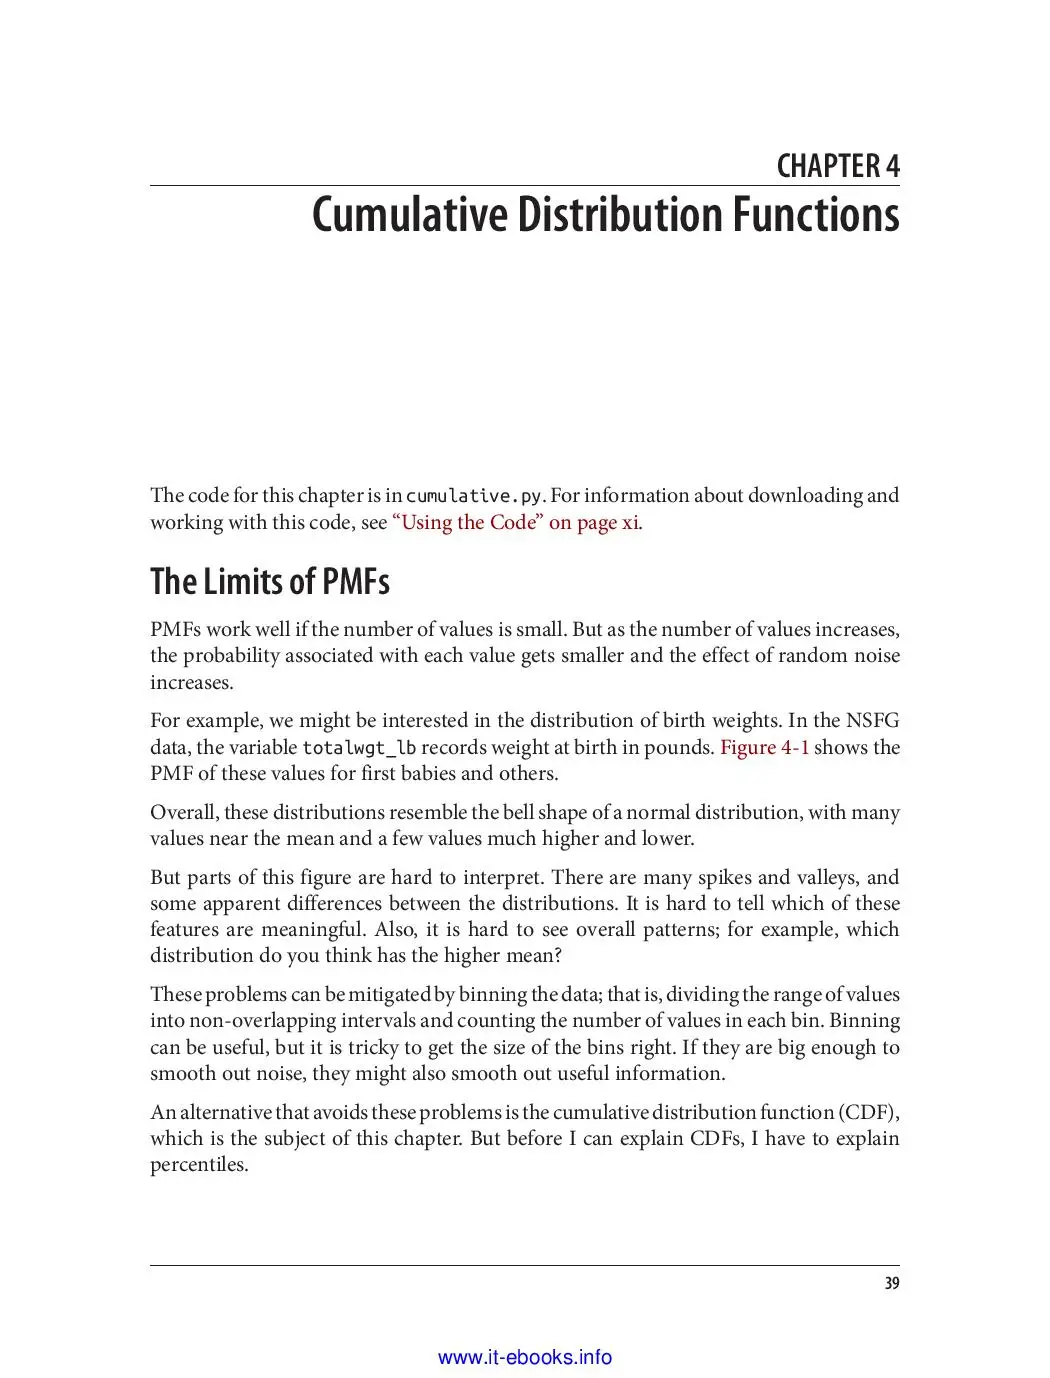 CHAPTER 4
Cumulative Distribution Functions
The code for this chapter is in cumulative.py. For information about downloading and
working with this code, see “Using the Code” on page xi.
The Limits of PMFs
PMFs work well if the number of values is small. But as the number of values increases,
the probability associated with each value gets smaller and the effect of random noise
increases.
For example, we might be interested in the distribution of birth weights. In the NSFG
data, the variable totalwgt_lb records weight at birth in pounds. Figure 4-1 shows the
PMF of these values for first babies and others.
Overall, these distributions resemble the bell shape of a normal distribution, with many
values near the mean and a few values much higher and lower.
But parts of this figure are hard to interpret. There are many spikes and valleys, and
some apparent differences between the distributions. It is hard to tell which of these
features are meaningful. Also, it is hard to see overall patterns; for example, which
distribution do you think has the higher mean?
These problems can be mitigated by binning the data; that is, dividing the range of values
into non-overlapping intervals and counting the number of values in each bin. Binning
can be useful, but it is tricky to get the size of the bins right. If they are big enough to
smooth out noise, they might also smooth out useful information.
An alternative that avoids these problems is the cumulative distribution function (CDF),
which is the subject of this chapter. But before I can explain CDFs, I have to explain
percentiles.
39
www.it-ebooks.info